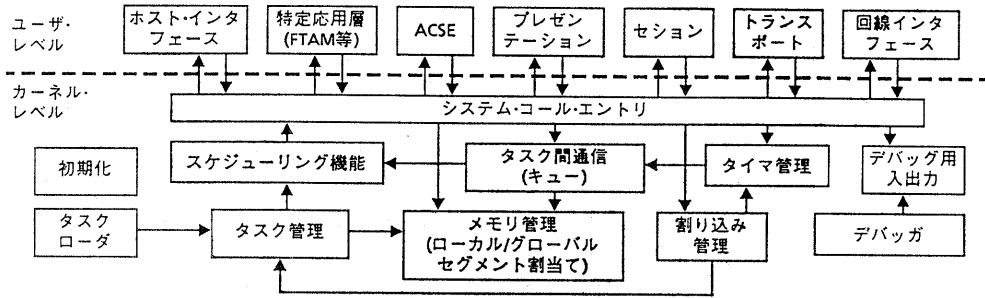 ユーザ・
レベル
ホスト・インタ
フェース
特定応用層
(FTAM等)
ACSE
プレゼン
テーション
セション
トランス
ポート
回線インタ
フェース
カーネル・
レベル
システム・コール・エントリ
初期化
スケジューリング機能
タスク間通信
(キュー)
タイマ管理
デバッグ用
入出力
タスク
ローダ
タスク管理
メモリ管理
(ローカル/グローバル
セグメント割当て)
割り込み
管理
デバッガ